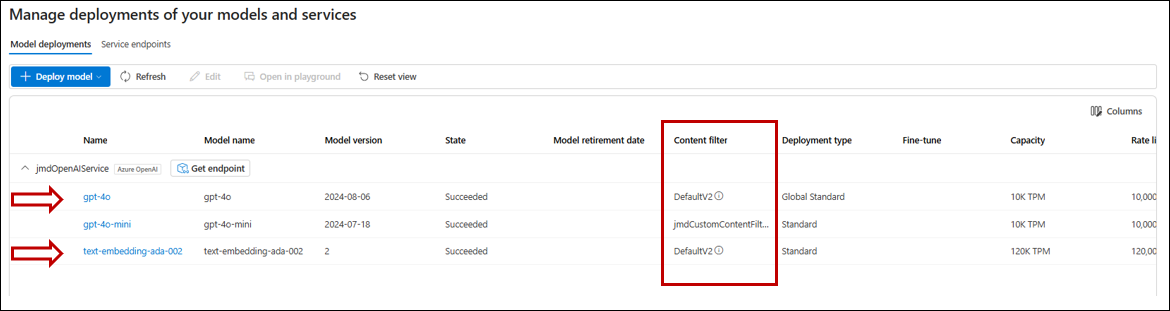 Manage deployments of your models and services
Model deployments Service endpoints
Deploy model Refresh Edit Open in playground Reset view
Columns
Name Model name Model version State Model retirement date Content filter Deployment type Fine-tune Capacity Rate li
jmdOpenAIService Azure OpenAI Get endpoint
gpt-4o gpt-4o 2024-08-06 Succeeded DefaultV2 Global Standard 10K TPM 10,000
gpt-4o-mini gpt-4o-mini 2024-07-18 Succeeded jmdCustomContentFilt... Standard 10K TPM 10,000
text-embedding-ada-002 text-embedding-ada-002 2 Succeeded DefaultV2 Standard 120K TPM 120,00